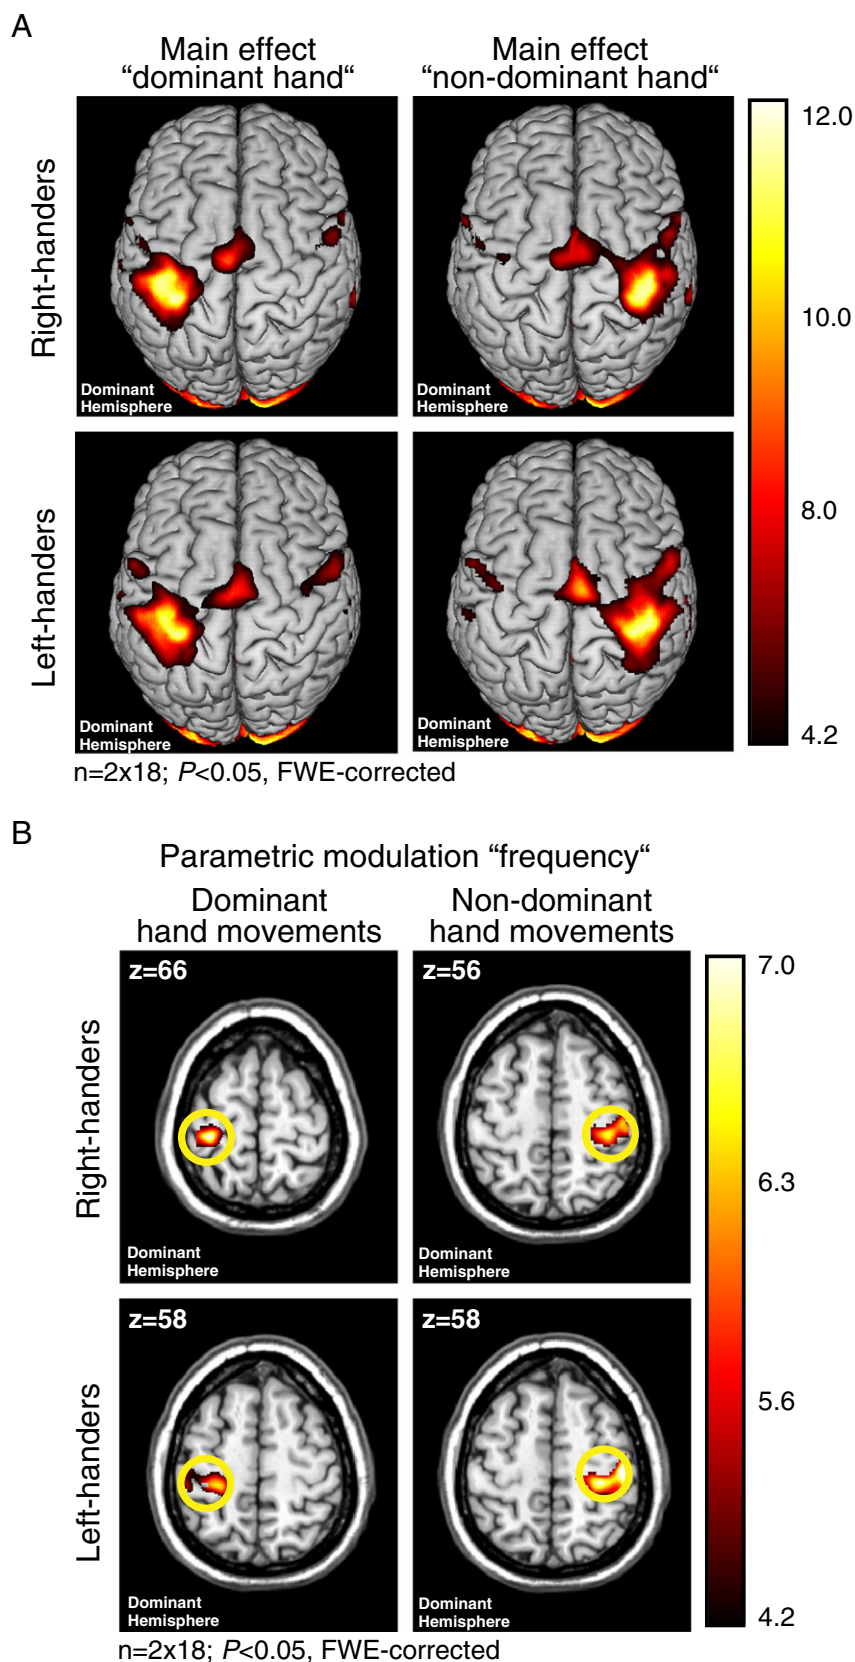 A
Main effect
“dominant hand“
Main effect
“non-dominant hand“
Right-handers
Dominant
Hemisphere
Dominant
Hemisphere
12.0
10.0
8.0
4.2
Left-handers
Dominant
Hemisphere
Dominant
Hemisphere
n=2x18; P<0.05, FWE-corrected
B
Parametric modulation “frequency“
Dominant
hand movements
Non-dominant
hand movements
Right-handers
z=66
Dominant
Hemisphere
z=56
Dominant
Hemisphere
7.0
6.3
5.6
4.2
Left-handers
z=58
Dominant
Hemisphere
z=58
Dominant
Hemisphere
n=2x18; P<0.05, FWE-corrected